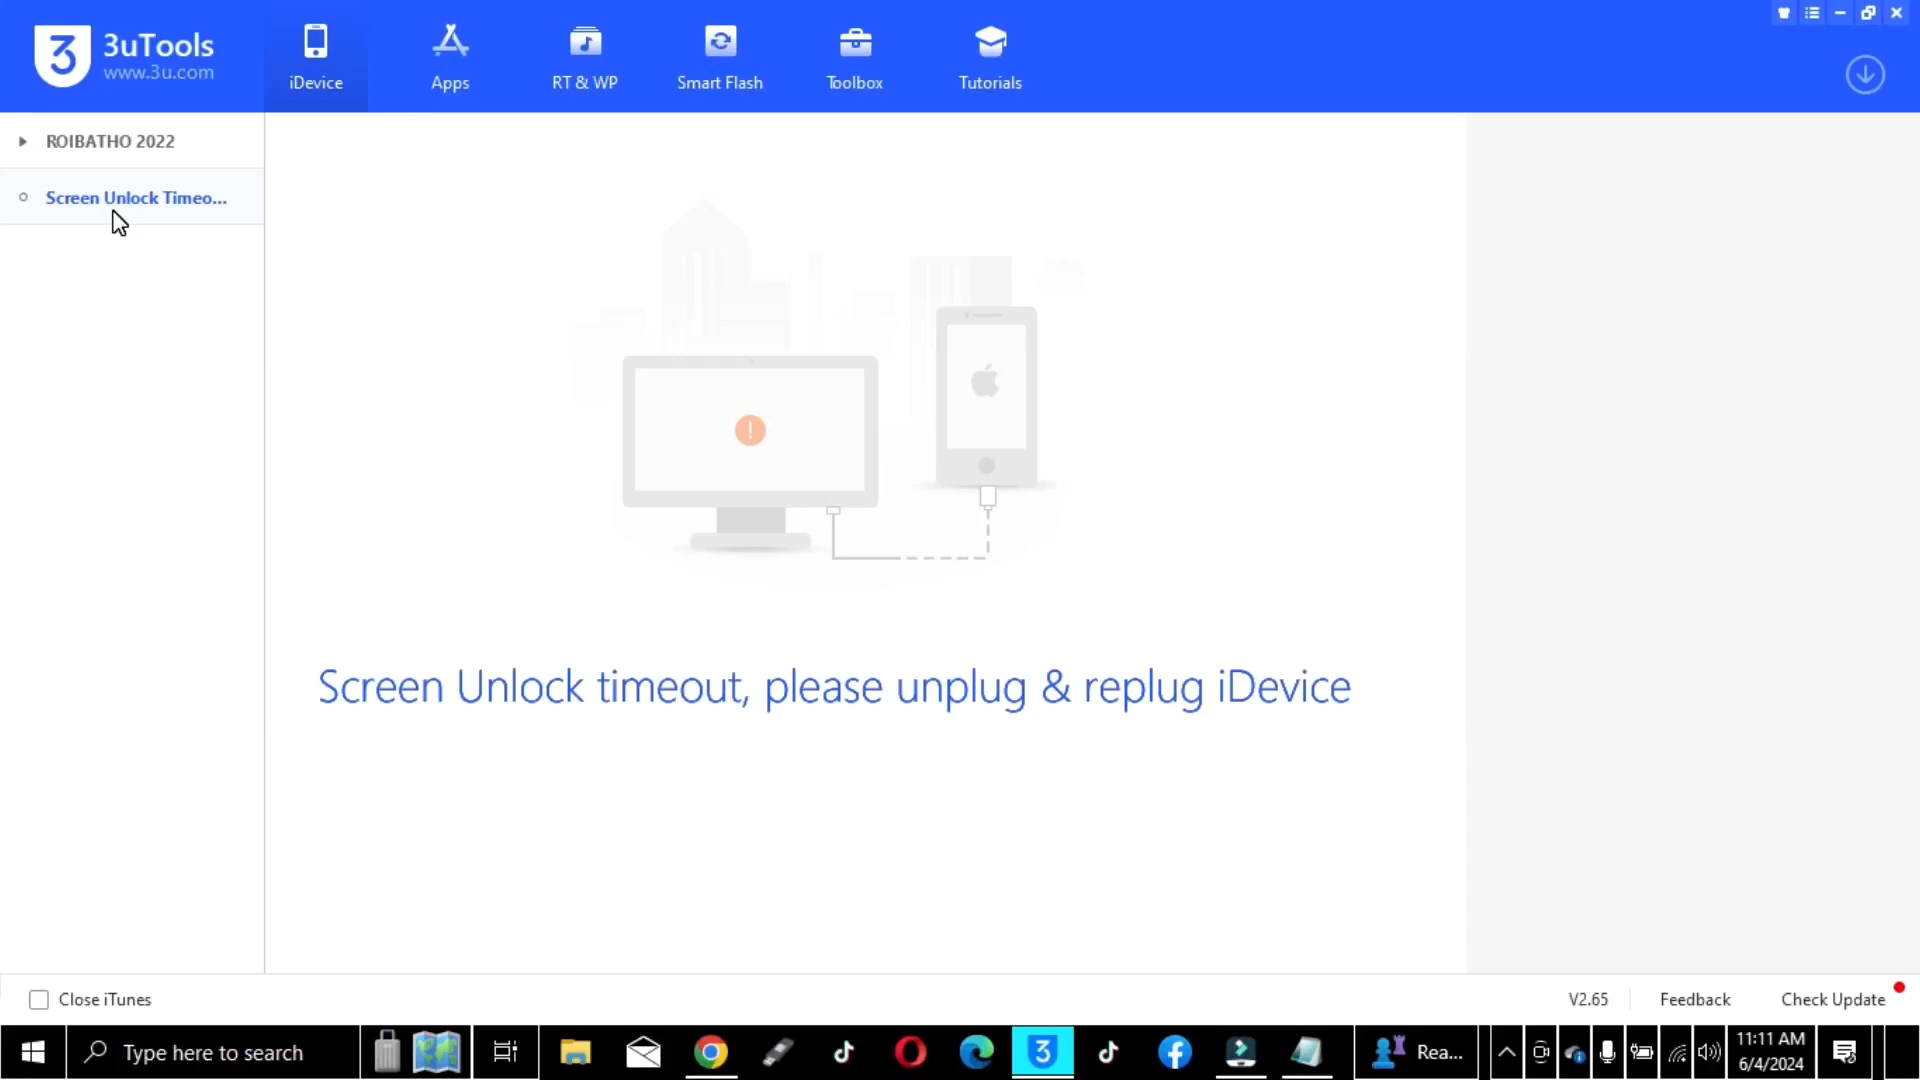 3uTools
www.3u.com
iDevice
Apps
RT & WP
Smart Flash
Toolbox
Tutorials
ROIBATHO 2022
Screen Unlock Timeo...
Screen Unlock timeout, please unplug & replug iDevice
Close iTunes
V2.65
Feedback
Check Update
Type here to search
Rea...
11:11 AM
6/4/2024